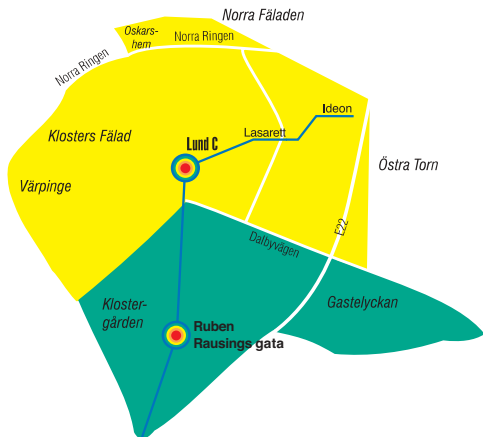 Norra Fäladen
Oskars-
hem
Norra Ringen
Norra Ringen
Ideon
Klosters Fälad
Lund C
Lasarett
Värpinge
Östra Torn
E22
Dalbyvägen
Kloster-
gården
Gastelyckan
Ruben
Rausings gata